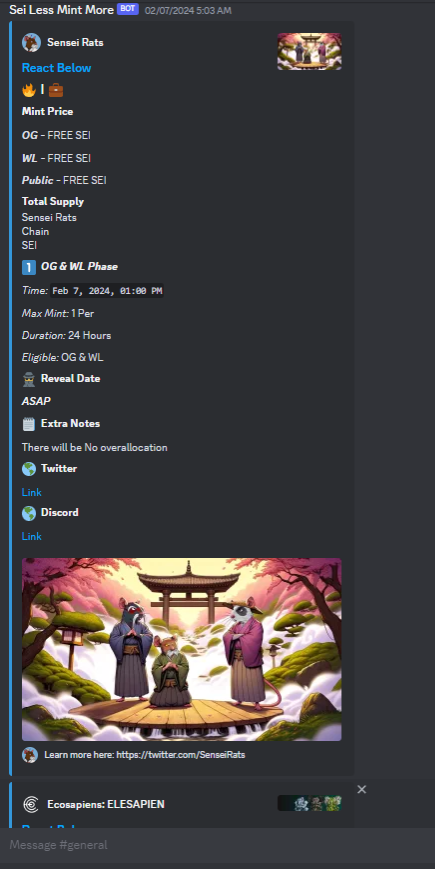 Sei Less Mint More BOT 02/07/2024 5:03 AM
Sensei Rats
React Below
🔥 | 💼
Mint Price
OG - FREE SEI
WL - FREE SEI
Public - FREE SEI
Total Supply
Sensei Rats
Chain
SEI
1️⃣ OG & WL Phase
Time: Feb 7, 2024, 01:00 PM
Max Mint: 1 Per
Duration: 24 Hours
Eligible: OG & WL
Reveal Date
ASAP
Extra Notes
There will be No overallocation
Twitter
Link
Discord
Link
Learn more here: https://twitter.com/SenseiRats
Ecosapiens: ELESAPIEN
Message #general